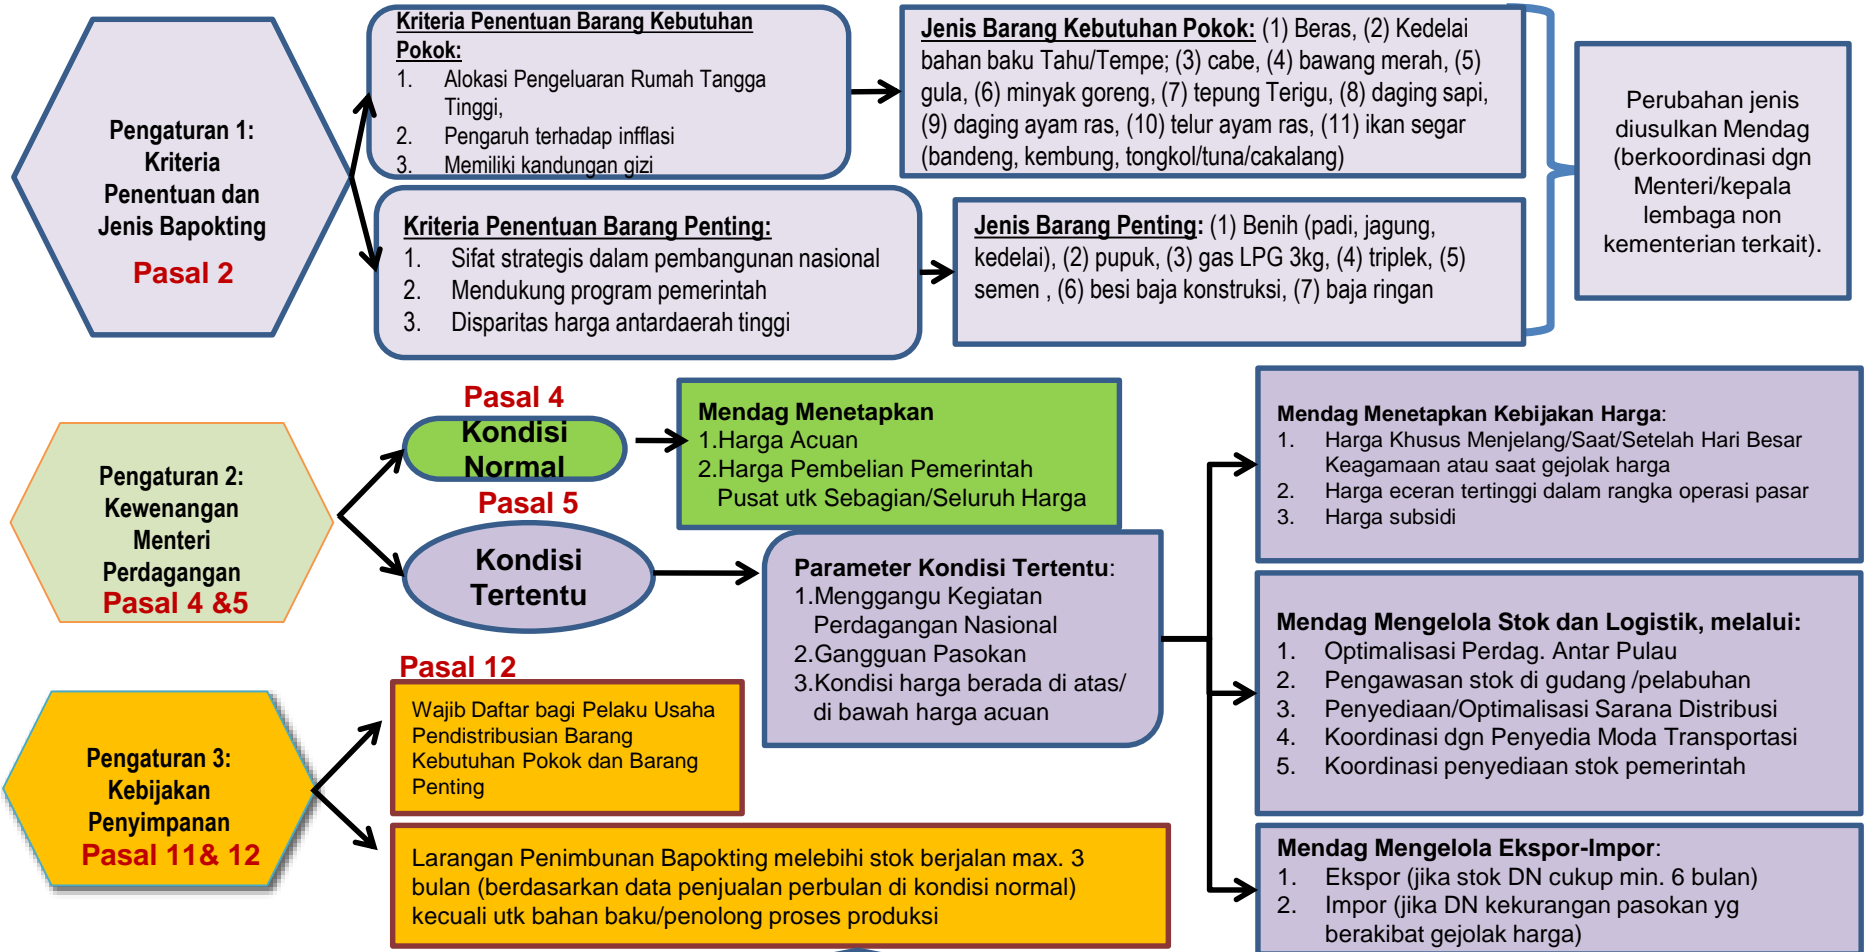 Pengaturan 1:
Kriteria
Penentuan dan
Jenis Bapokting
Pasal 2
Kriteria Penentuan Barang Kebutuhan
Pokok:
1. Alokasi Pengeluaran Rumah Tangga
Tinggi,
2. Pengaruh terhadap infflasi
3. Memiliki kandungan gizi
Jenis Barang Kebutuhan Pokok: (1) Beras, (2) Kedelai
bahan baku Tahu/Tempe; (3) cabe, (4) bawang merah, (5)
gula, (6) minyak goreng, (7) tepung Terigu, (8) daging sapi,
(9) daging ayam ras, (10) telur ayam ras, (11) ikan segar
(bandeng, kembung, tongkol/tuna/cakalang)
Kriteria Penentuan Barang Penting:
1. Sifat strategis dalam pembangunan nasional
2. Mendukung program pemerintah
3. Disparitas harga antardaerah tinggi
Jenis Barang Penting: (1) Benih (padi, jagung,
kedelai), (2) pupuk, (3) gas LPG 3kg, (4) triplek, (5)
semen , (6) besi baja konstruksi, (7) baja ringan
Perubahan jenis
diusulkan Mendag
(berkoordinasi dgn
Menteri/kepala
lembaga non
kementerian terkait).
Pengaturan 2:
Kewenangan
Menteri
Perdagangan
Pasal 4 &5
Pasal 4
Kondisi
Normal
Mendag Menetapkan
1.Harga Acuan
2.Harga Pembelian Pemerintah
Pusat utk Sebagian/Seluruh Harga
Pasal 5
Kondisi
Tertentu
Parameter Kondisi Tertentu:
1.Menggangu Kegiatan
Perdagangan Nasional
2.Gangguan Pasokan
3.Kondisi harga berada di atas/
di bawah harga acuan
Mendag Menetapkan Kebijakan Harga:
1. Harga Khusus Menjelang/Saat/Setelah Hari Besar
Keagamaan atau saat gejolak harga
2. Harga eceran tertinggi dalam rangka operasi pasar
3. Harga subsidi
Mendag Mengelola Stok dan Logistik, melalui:
1. Optimalisasi Perdag. Antar Pulau
2. Pengawasan stok di gudang /pelabuhan
3. Penyediaan/Optimalisasi Sarana Distribusi
4. Koordinasi dgn Penyedia Moda Transportasi
5. Koordinasi penyediaan stok pemerintah
Mendag Mengelola Ekspor-Impor:
1. Ekspor (jika stok DN cukup min. 6 bulan)
2. Impor (jika DN kekurangan pasokan yg
berakibat gejolak harga)
Pengaturan 3:
Kebijakan
Penyimpanan
Pasal 11& 12
Pasal 12
Wajib Daftar bagi Pelaku Usaha
Pendistribusian Barang
Kebutuhan Pokok dan Barang
Penting
Larangan Penimbunan Bapokting melebihi stok berjalan max. 3
bulan (berdasarkan data penjualan perbulan di kondisi normal)
kecuali utk bahan baku/penolong proses produksi